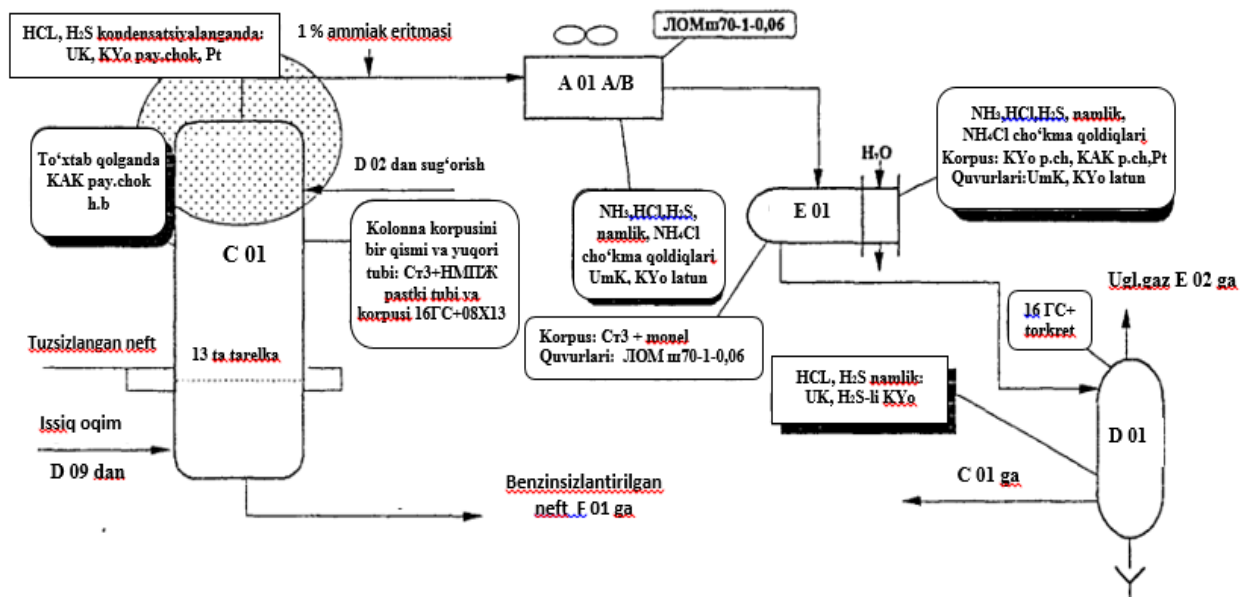 HCL, H₂S kondensatsiyalanganda:
UK, KYo pay.chok, Pt
1 % ammiak eritmasi
ЛОМш70-1-0,06
A 01 A/B
NH₃,HCl,H₂S, namlik,
NH₄Cl cho‘kma qoldiqlari
Korpus: KYo p.ch, KAK p.ch,Pt
Quvurlari:UmK, KYo latun
To‘xtab qolganda
KAK pay.chok
h.b
D 02 dan sug‘orish
H₂O
E 01
NH₃,HCl,H₂S,
namlik, NH₄Cl
cho‘kma qoldiqlari
UmK, KYo latun
C 01
Kolonna korpusini
bir qismi va yuqori
tubi: Ст3+НМЦЖ
pastki tubi va
korpusi 16ГС+08Х13
Ugl.gaz E 02 ga
16 ГС+
torkret
Korpus: Ст3 + monel
Quvurlari: ЛОМ ш70-1-0,06
Tuzsizlangan neft
13 ta tarelka
HCL, H₂S namlik:
UK, H₂S-li KYo
Issiq oqim
D 09 dan
D 01
C 01 ga
Benzinsizlantirilgan
neft F 01 ga